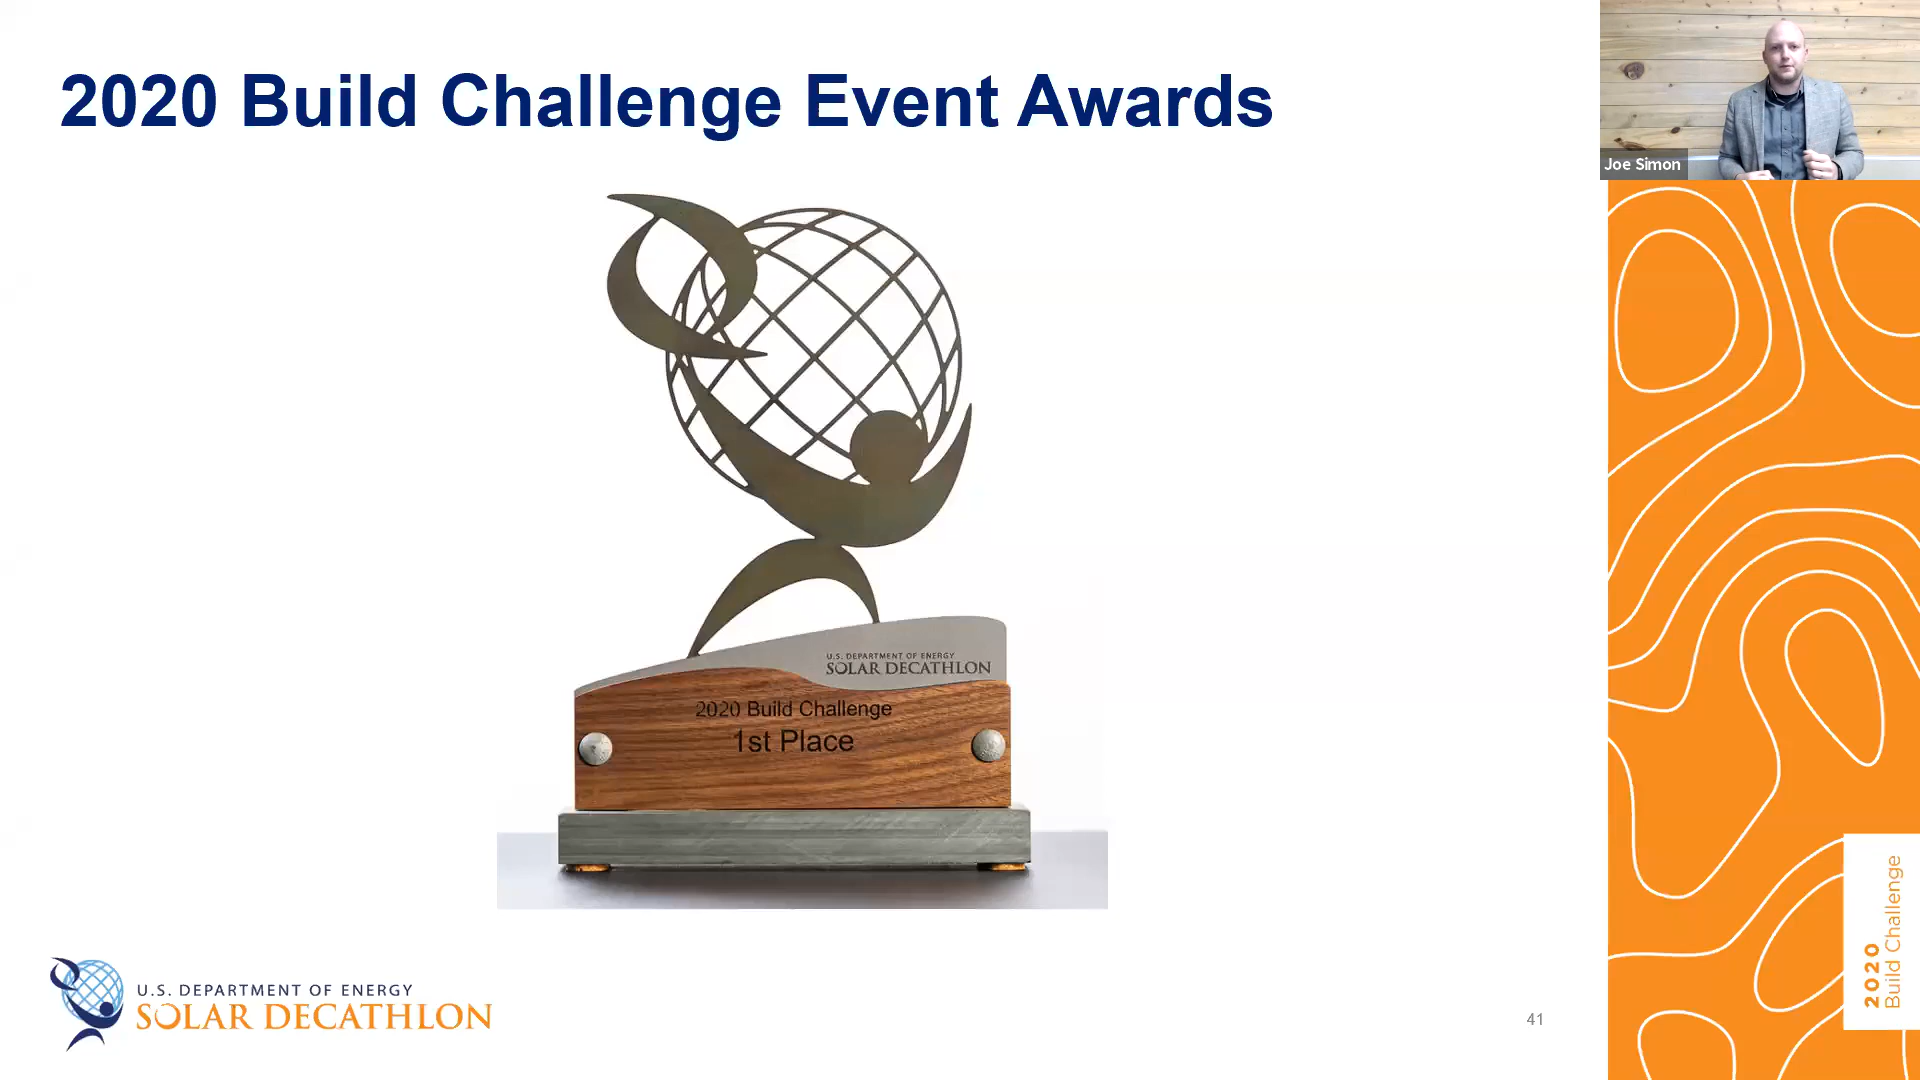 2020 Build Challenge Event Awards
Joe Simon
U.S. DEPARTMENT OF ENERGY
SOLAR DECATHLON
2020 Build Challenge
1st Place
U.S. DEPARTMENT OF ENERGY
SOLAR DECATHLON
41
2020
Build Challenge